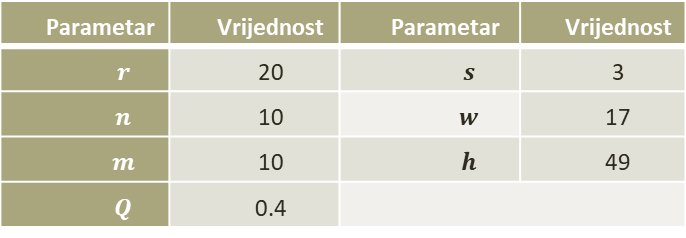 Parametar Vrijednost Parametar Vrijednost
r 20 s 3
n 10 w 17
m 10 h 49
Q 0.4